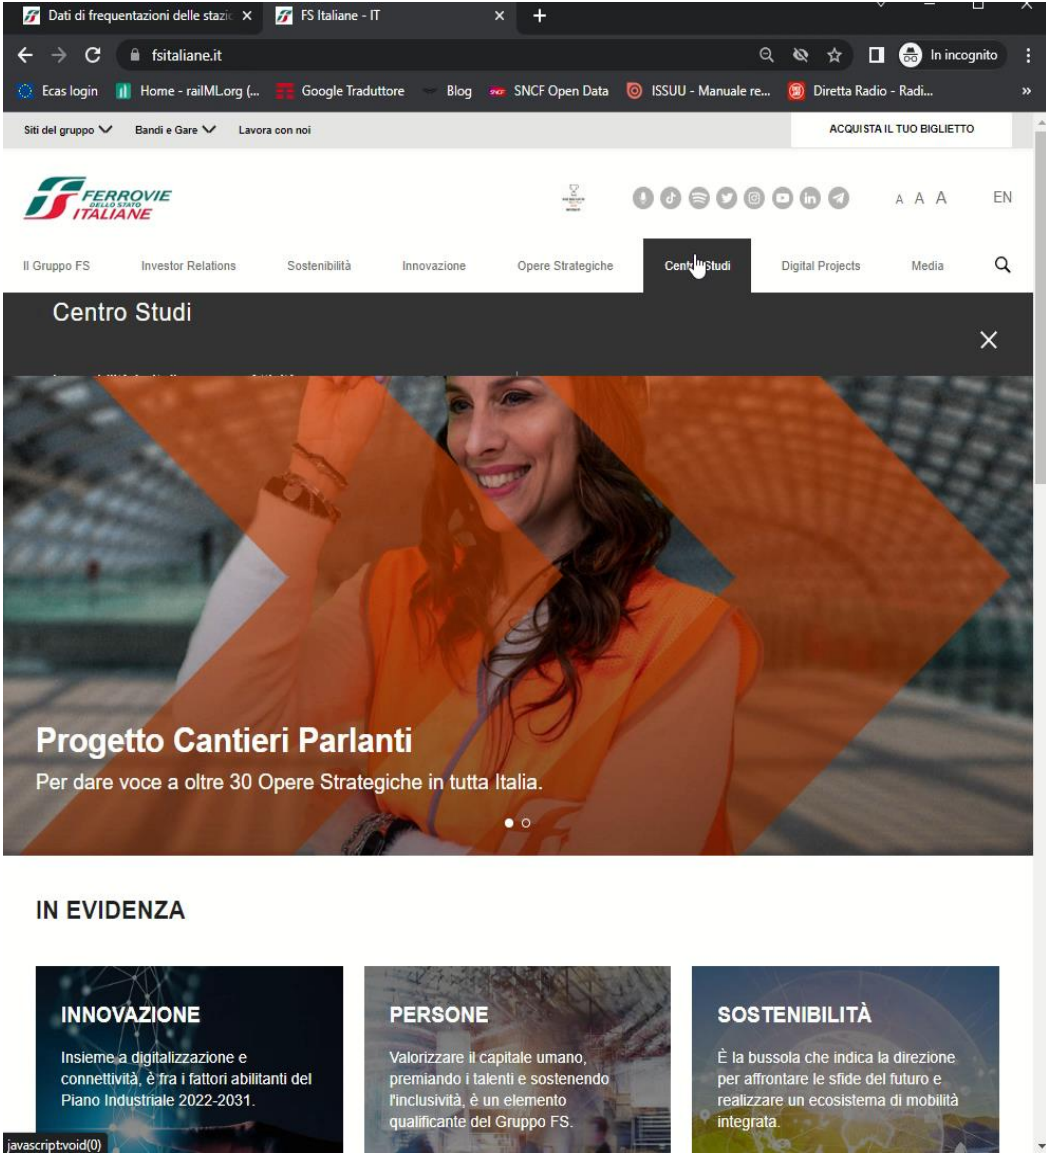 Dati di frequentazioni delle stazio
FS Italiane - IT
fsitaliane.it
In incognito
Ecas login
Home - railML.org (...
Google Traduttore
Blog
SNCF Open Data
ISSUU - Manuale re...
Diretta Radio - Radi...
»
Siti del gruppo
Bandi e Gare
Lavora con noi
ACQUISTA IL TUO BIGLIETTO
FERROVIE
DELLO STATO
ITALIANE
A A A
EN
Il Gruppo FS
Investor Relations
Sostenibilità
Innovazione
Opere Strategiche
Centro Studi
Digital Projects
Media
Centro Studi
Progetto Cantieri Parlanti
Per dare voce a oltre 30 Opere Strategiche in tutta Italia.
IN EVIDENZA
INNOVAZIONE
Insieme a digitalizzazione e
connettività, è fra i fattori abilitanti del
Piano Industriale 2022-2031.
PERSONE
Valorizzare il capitale umano,
premiando i talenti e sostenendo
l'inclusività, è un elemento
qualificante del Gruppo FS.
SOSTENIBILITÀ
È la bussola che indica la direzione
per affrontare le sfide del futuro e
realizzare un ecosistema di mobilità
integrata.
javascript:void(0)